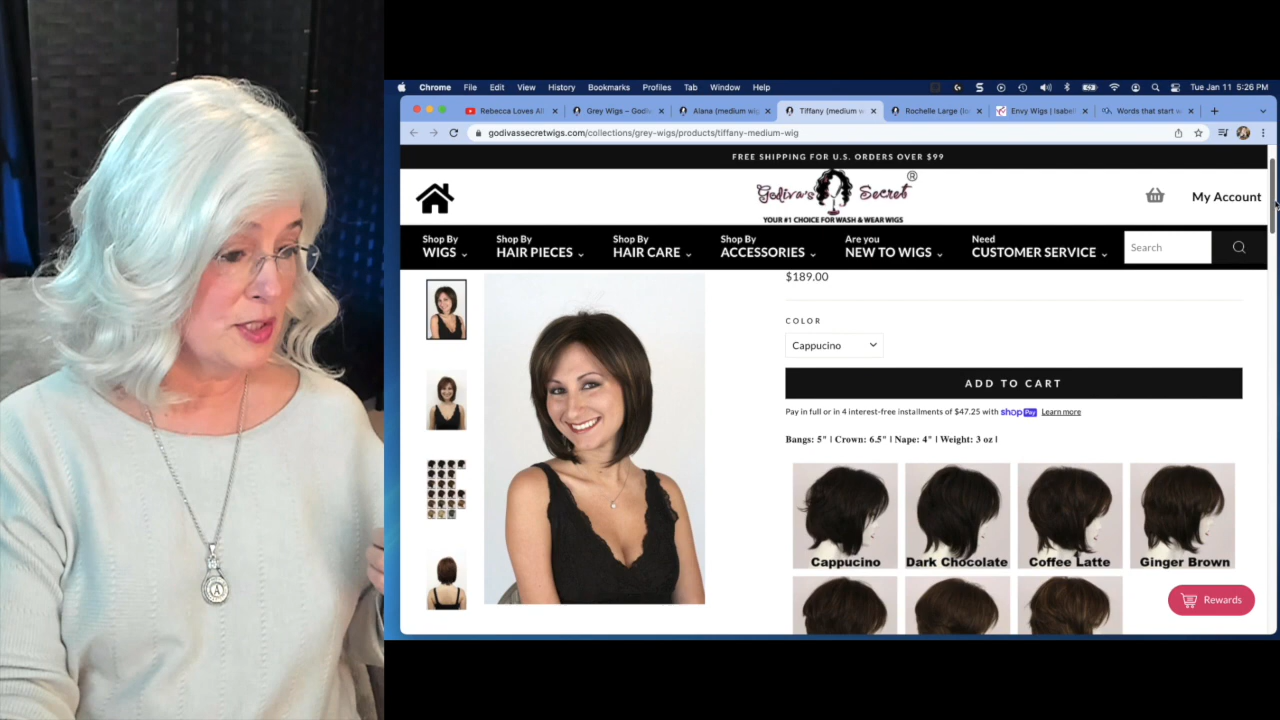 Chrome File Edit View History Bookmarks Profiles Tab Window Help Tue Jan 11 5:26 PM
Rebecca Loves All Grey Wigs – Godi Alana (medium wi Tiffany (medium w Rochelle Large (lo Envy Wigs | Isabel Words that start w
godivassecretwigs.com/collections/grey-wigs/products/tiffany-medium-wig
FREE SHIPPING FOR U.S. ORDERS OVER $99
Godiva's Secret ®
YOUR #1 CHOICE FOR WASH & WEAR WIGS
My Account
Shop By WIGS
Shop By HAIR PIECES
Shop By HAIR CARE
Shop By ACCESSORIES
Are you NEW TO WIGS
Need CUSTOMER SERVICE
Search
$189.00
COLOR
Cappucino
ADD TO CART
Pay in full or in 4 interest-free installments of $47.25 with shop Pay Learn more
Bangs: 5" | Crown: 6.5" | Nape: 4" | Weight: 3 oz |
Cappucino Dark Chocolate Coffee Latte Ginger Brown
Rewards
A